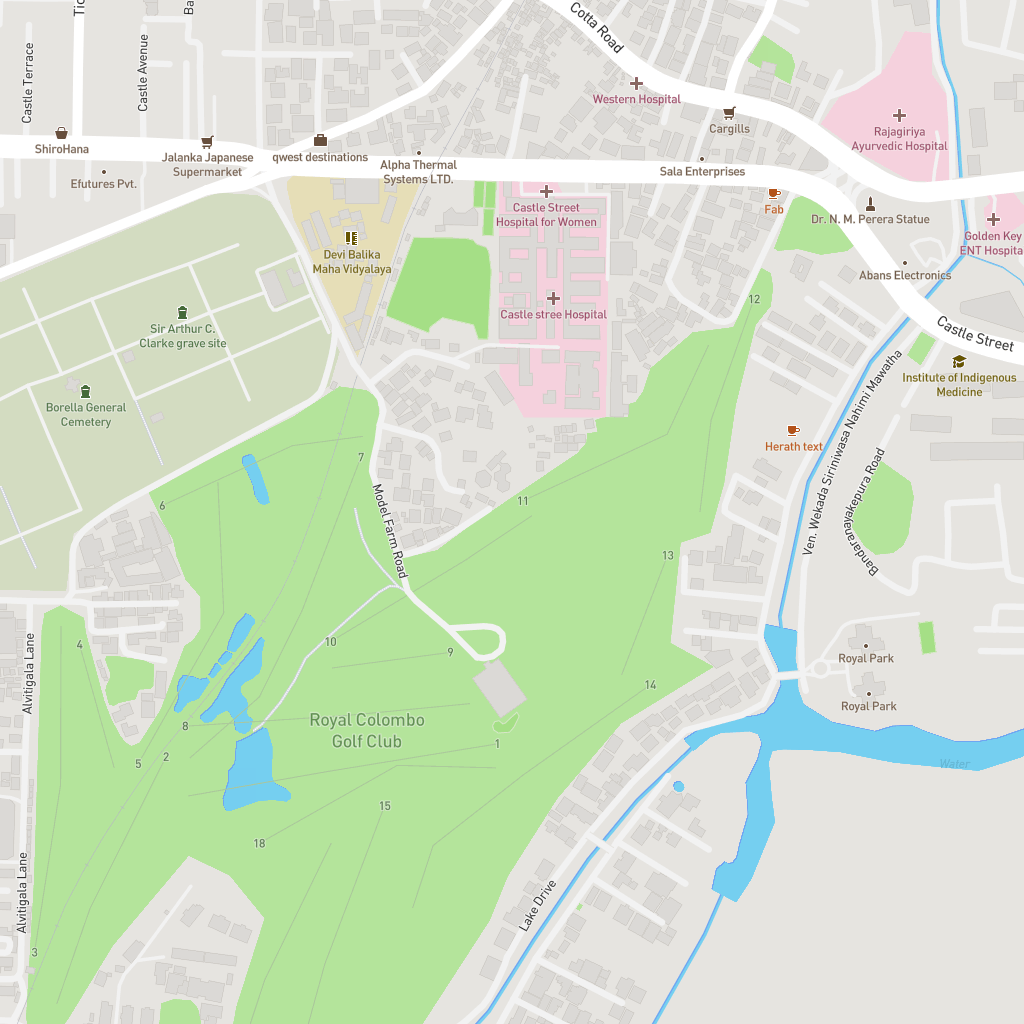 Cotta Road
Castle Terrace
Castle Avenue
Western Hospital
Cargills
Rajagiriya
Ayurvedic Hospital
ShiroHana
Jalanka Japanese
Supermarket
qwest destinations
Alpha Thermal
Systems LTD.
Efutures Pvt.
Sala Enterprises
Fab
Castle Street
Hospital for Women
Dr. N. M. Perera Statue
Golden Key
ENT Hospita
Devi Balika
Maha Vidyalaya
Abans Electronics
Castle stree Hospital
12
Sir Arthur C.
Clarke grave site
Castle Street
Institute of Indigenous
Medicine
Borella General
Cemetery
Herath text
Ven. Wekada Siriniwasa Nahimi Mawatha
Bandaranayakepura Road
7
6
11
Model Farm Road
13
10
9
4
Alvitigala Lane
Royal Park
14
Royal Park
8
Royal Colombo
Golf Club
1
2
5
Water
15
18
Alvitigala Lane
Lake Drive
3